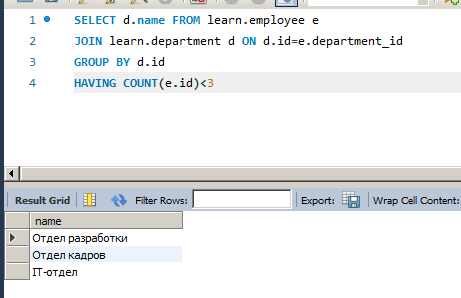 1 SELECT d.name FROM learn.employee e
2 JOIN learn.department d ON d.id=e.department_id
3 GROUP BY d.id
4 HAVING COUNT(e.id)<3
Result Grid Filter Rows: Export: Wrap Cell Content:
name
Отдел разработки
Отдел кадров
IT-отдел